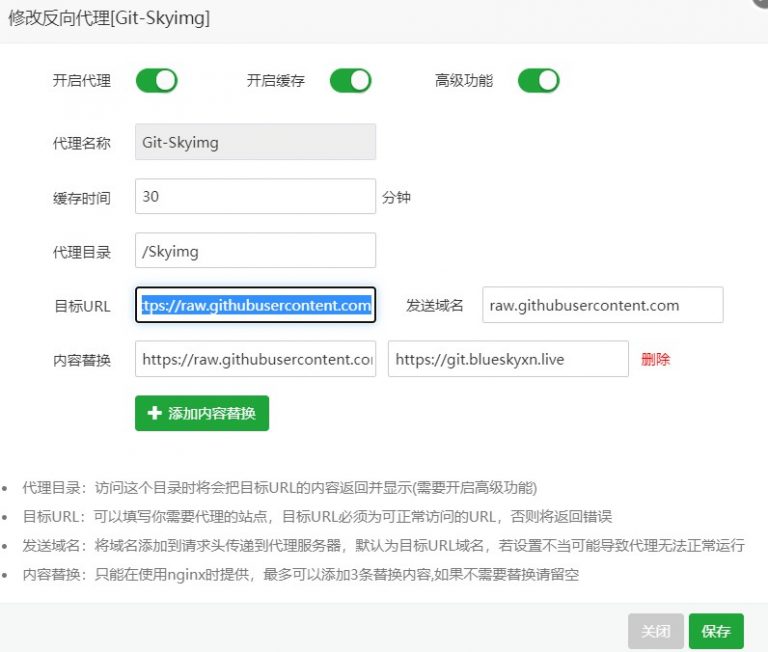 修改反向代理[Git-Skyimg]
开启代理 开启缓存 高级功能
代理名称 Git-Skyimg
缓存时间 30 分钟
代理目录 /Skyimg
目标URL tps://raw.githubusercontent.com 发送域名 raw.githubusercontent.com
内容替换 https://raw.githubusercontent.co https://git.blueskyxn.live 删除
添加内容替换
代理目录：访问这个目录时将会把目标URL的内容返回并显示(需要开启高级功能)
目标URL：可以填写你需要代理的站点，目标URL必须为可正常访问的URL，否则将返回错误
发送域名：将域名添加到请求头传递到代理服务器，默认为目标URL域名，若设置不当可能导致代理无法正常运行
内容替换：只能在使用nginx时提供，最多可以添加3条替换内容,如果不需要替换请留空
关闭 保存